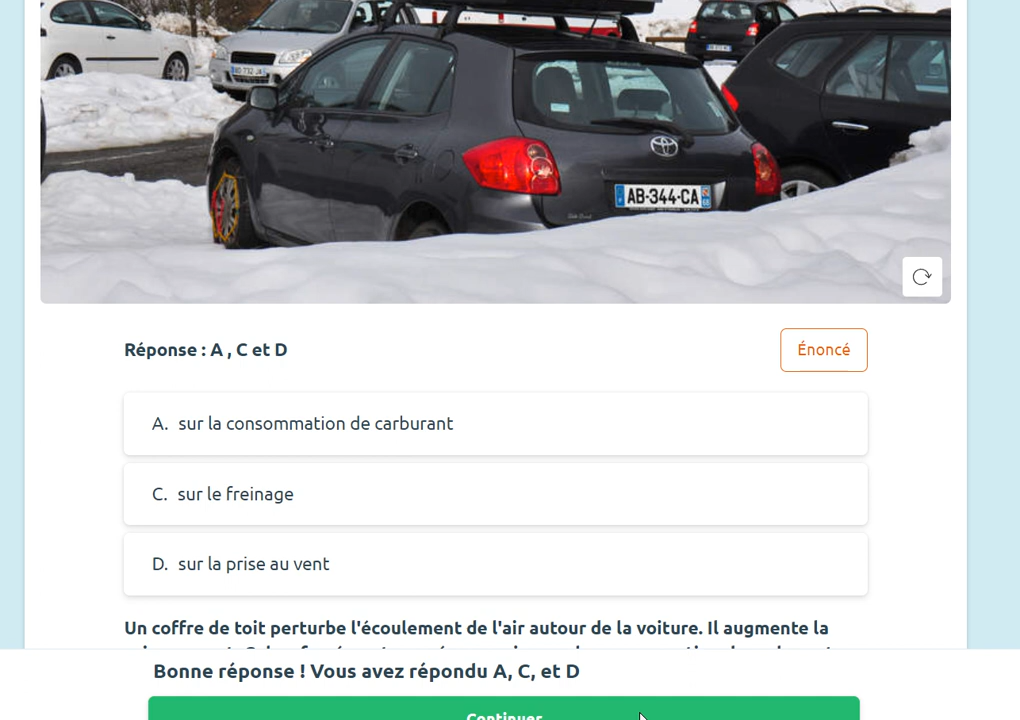 AB-344-CA
Réponse : A , C et D
Énoncé
A. sur la consommation de carburant
C. sur le freinage
D. sur la prise au vent
Un coffre de toit perturbe l'écoulement de l'air autour de la voiture. Il augmente la
Bonne réponse ! Vous avez répondu A, C, et D
Continuer